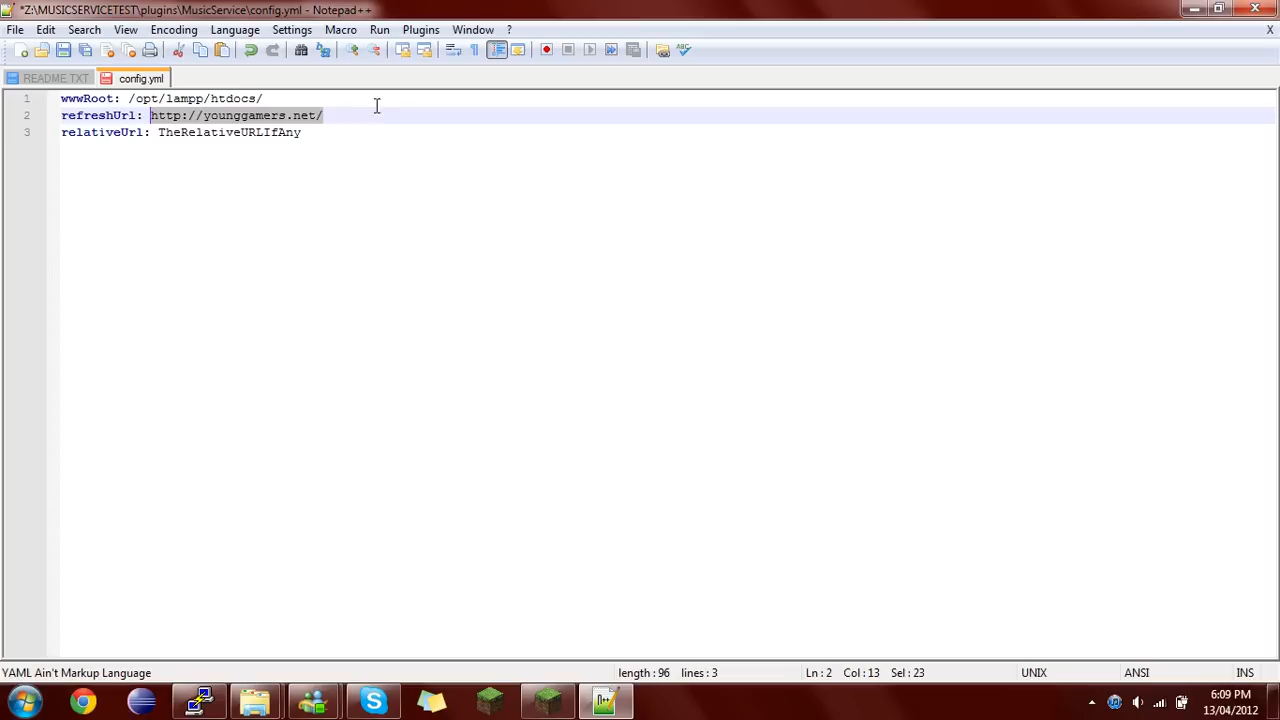 *Z:\MUSICSERVICETEST\plugins\MusicService\config.yml - Notepad++
File Edit Search View Encoding Language Settings Macro Run Plugins Window ? X
README TXT config.yml
1 wwwRoot: /opt/lampp/htdocs/
2 refreshUrl: http://younggamers.net/
3 relativeUrl: TheRelativeURLIfAny
YAML Ain't Markup Language length : 96 lines : 3 Ln : 2 Col : 13 Sel : 23 UNIX ANSI INS
6:09 PM
13/04/2012